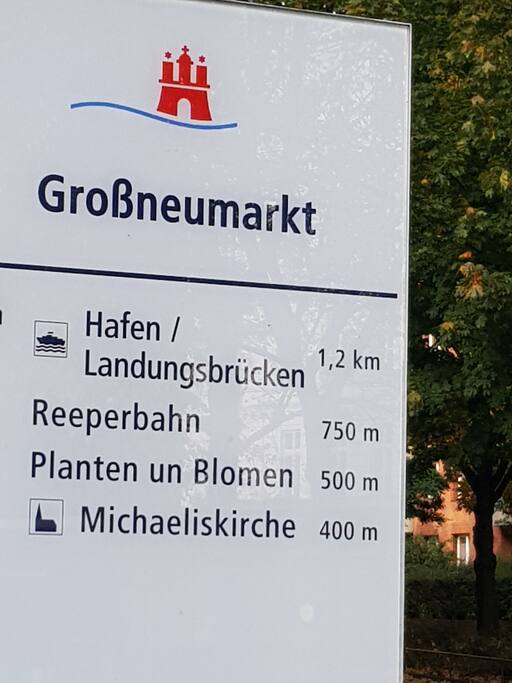 Großneumarkt
Hafen /
Landungsbrücken 1,2 km
Reeperbahn 750 m
Planten un Blomen 500 m
Michaeliskirche 400 m